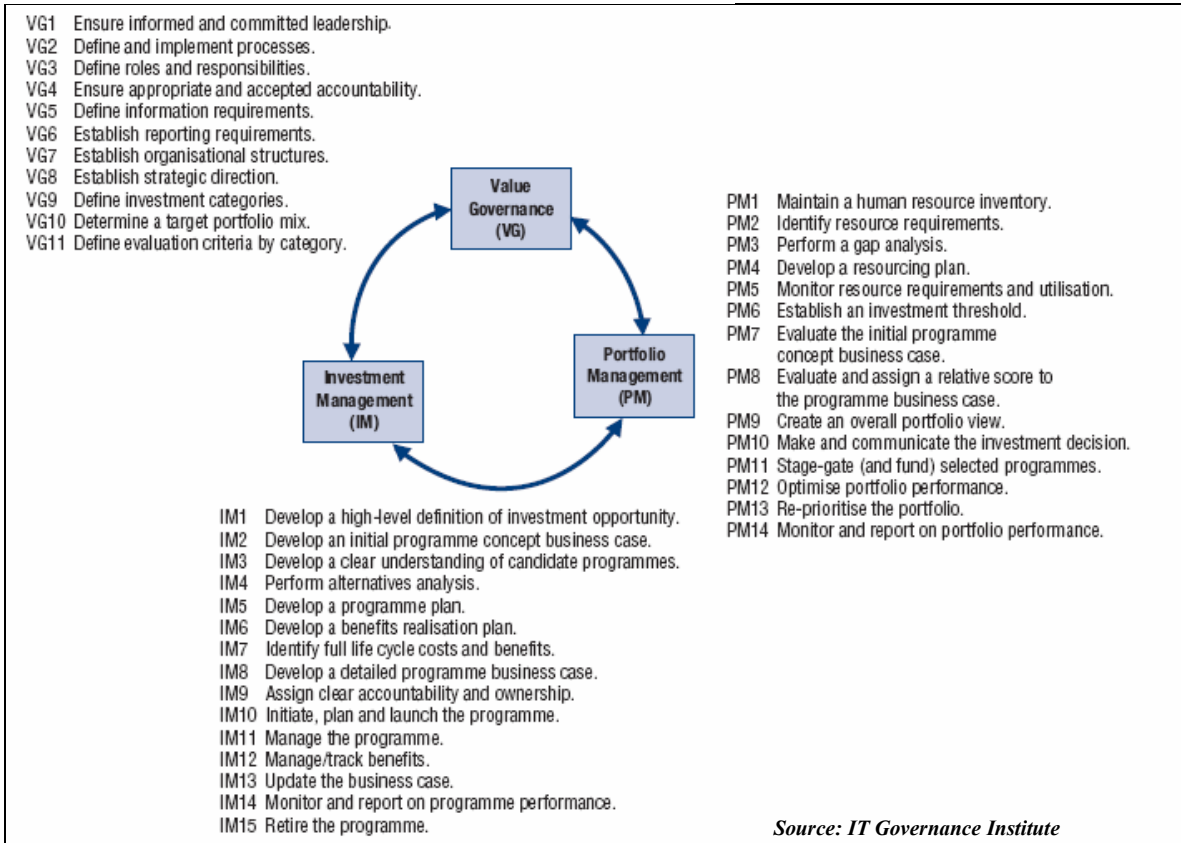 VG1 Ensure informed and committed leadership.
VG2 Define and implement processes.
VG3 Define roles and responsibilities.
VG4 Ensure appropriate and accepted accountability.
VG5 Define information requirements.
VG6 Establish reporting requirements.
VG7 Establish organisational structures.
VG8 Establish strategic direction.
VG9 Define investment categories.
VG10 Determine a target portfolio mix.
VG11 Define evaluation criteria by category.
Value
Governance
(VG)
Investment
Management
(IM)
Portfolio
Management
(PM)
PM1 Maintain a human resource inventory.
PM2 Identify resource requirements.
PM3 Perform a gap analysis.
PM4 Develop a resourcing plan.
PM5 Monitor resource requirements and utilisation.
PM6 Establish an investment threshold.
PM7 Evaluate the initial programme
concept business case.
PM8 Evaluate and assign a relative score to
the programme business case.
PM9 Create an overall portfolio view.
PM10 Make and communicate the investment decision.
PM11 Stage-gate (and fund) selected programmes.
PM12 Optimise portfolio performance.
PM13 Re-prioritise the portfolio.
PM14 Monitor and report on portfolio performance.
IM1 Develop a high-level definition of investment opportunity.
IM2 Develop an initial programme concept business case.
IM3 Develop a clear understanding of candidate programmes.
IM4 Perform alternatives analysis.
IM5 Develop a programme plan.
IM6 Develop a benefits realisation plan.
IM7 Identify full life cycle costs and benefits.
IM8 Develop a detailed programme business case.
IM9 Assign clear accountability and ownership.
IM10 Initiate, plan and launch the programme.
IM11 Manage the programme.
IM12 Manage/track benefits.
IM13 Update the business case.
IM14 Monitor and report on programme performance.
IM15 Retire the programme.
Source: IT Governance Institute